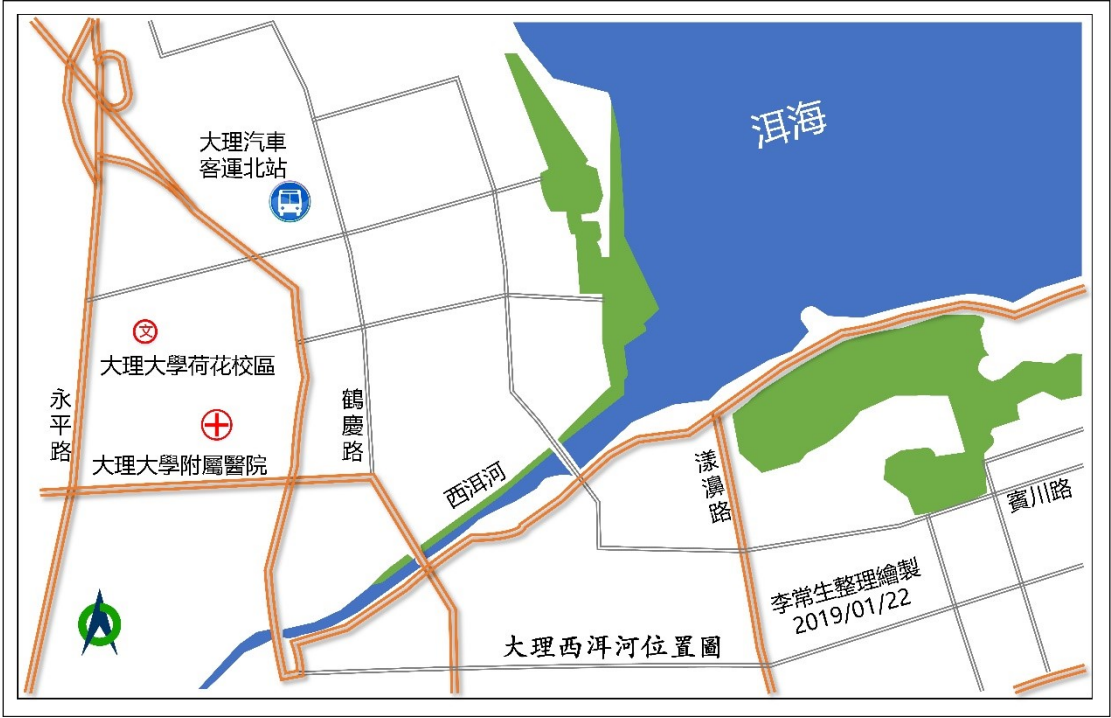 洱海
大理汽車
客運北站
文
大理大學荷花校區
永平路
鶴慶路
大理大學附屬醫院
西洱河
漾濞路
賓川路
李常生整理繪製
2019/01/22
大理西洱河位置圖